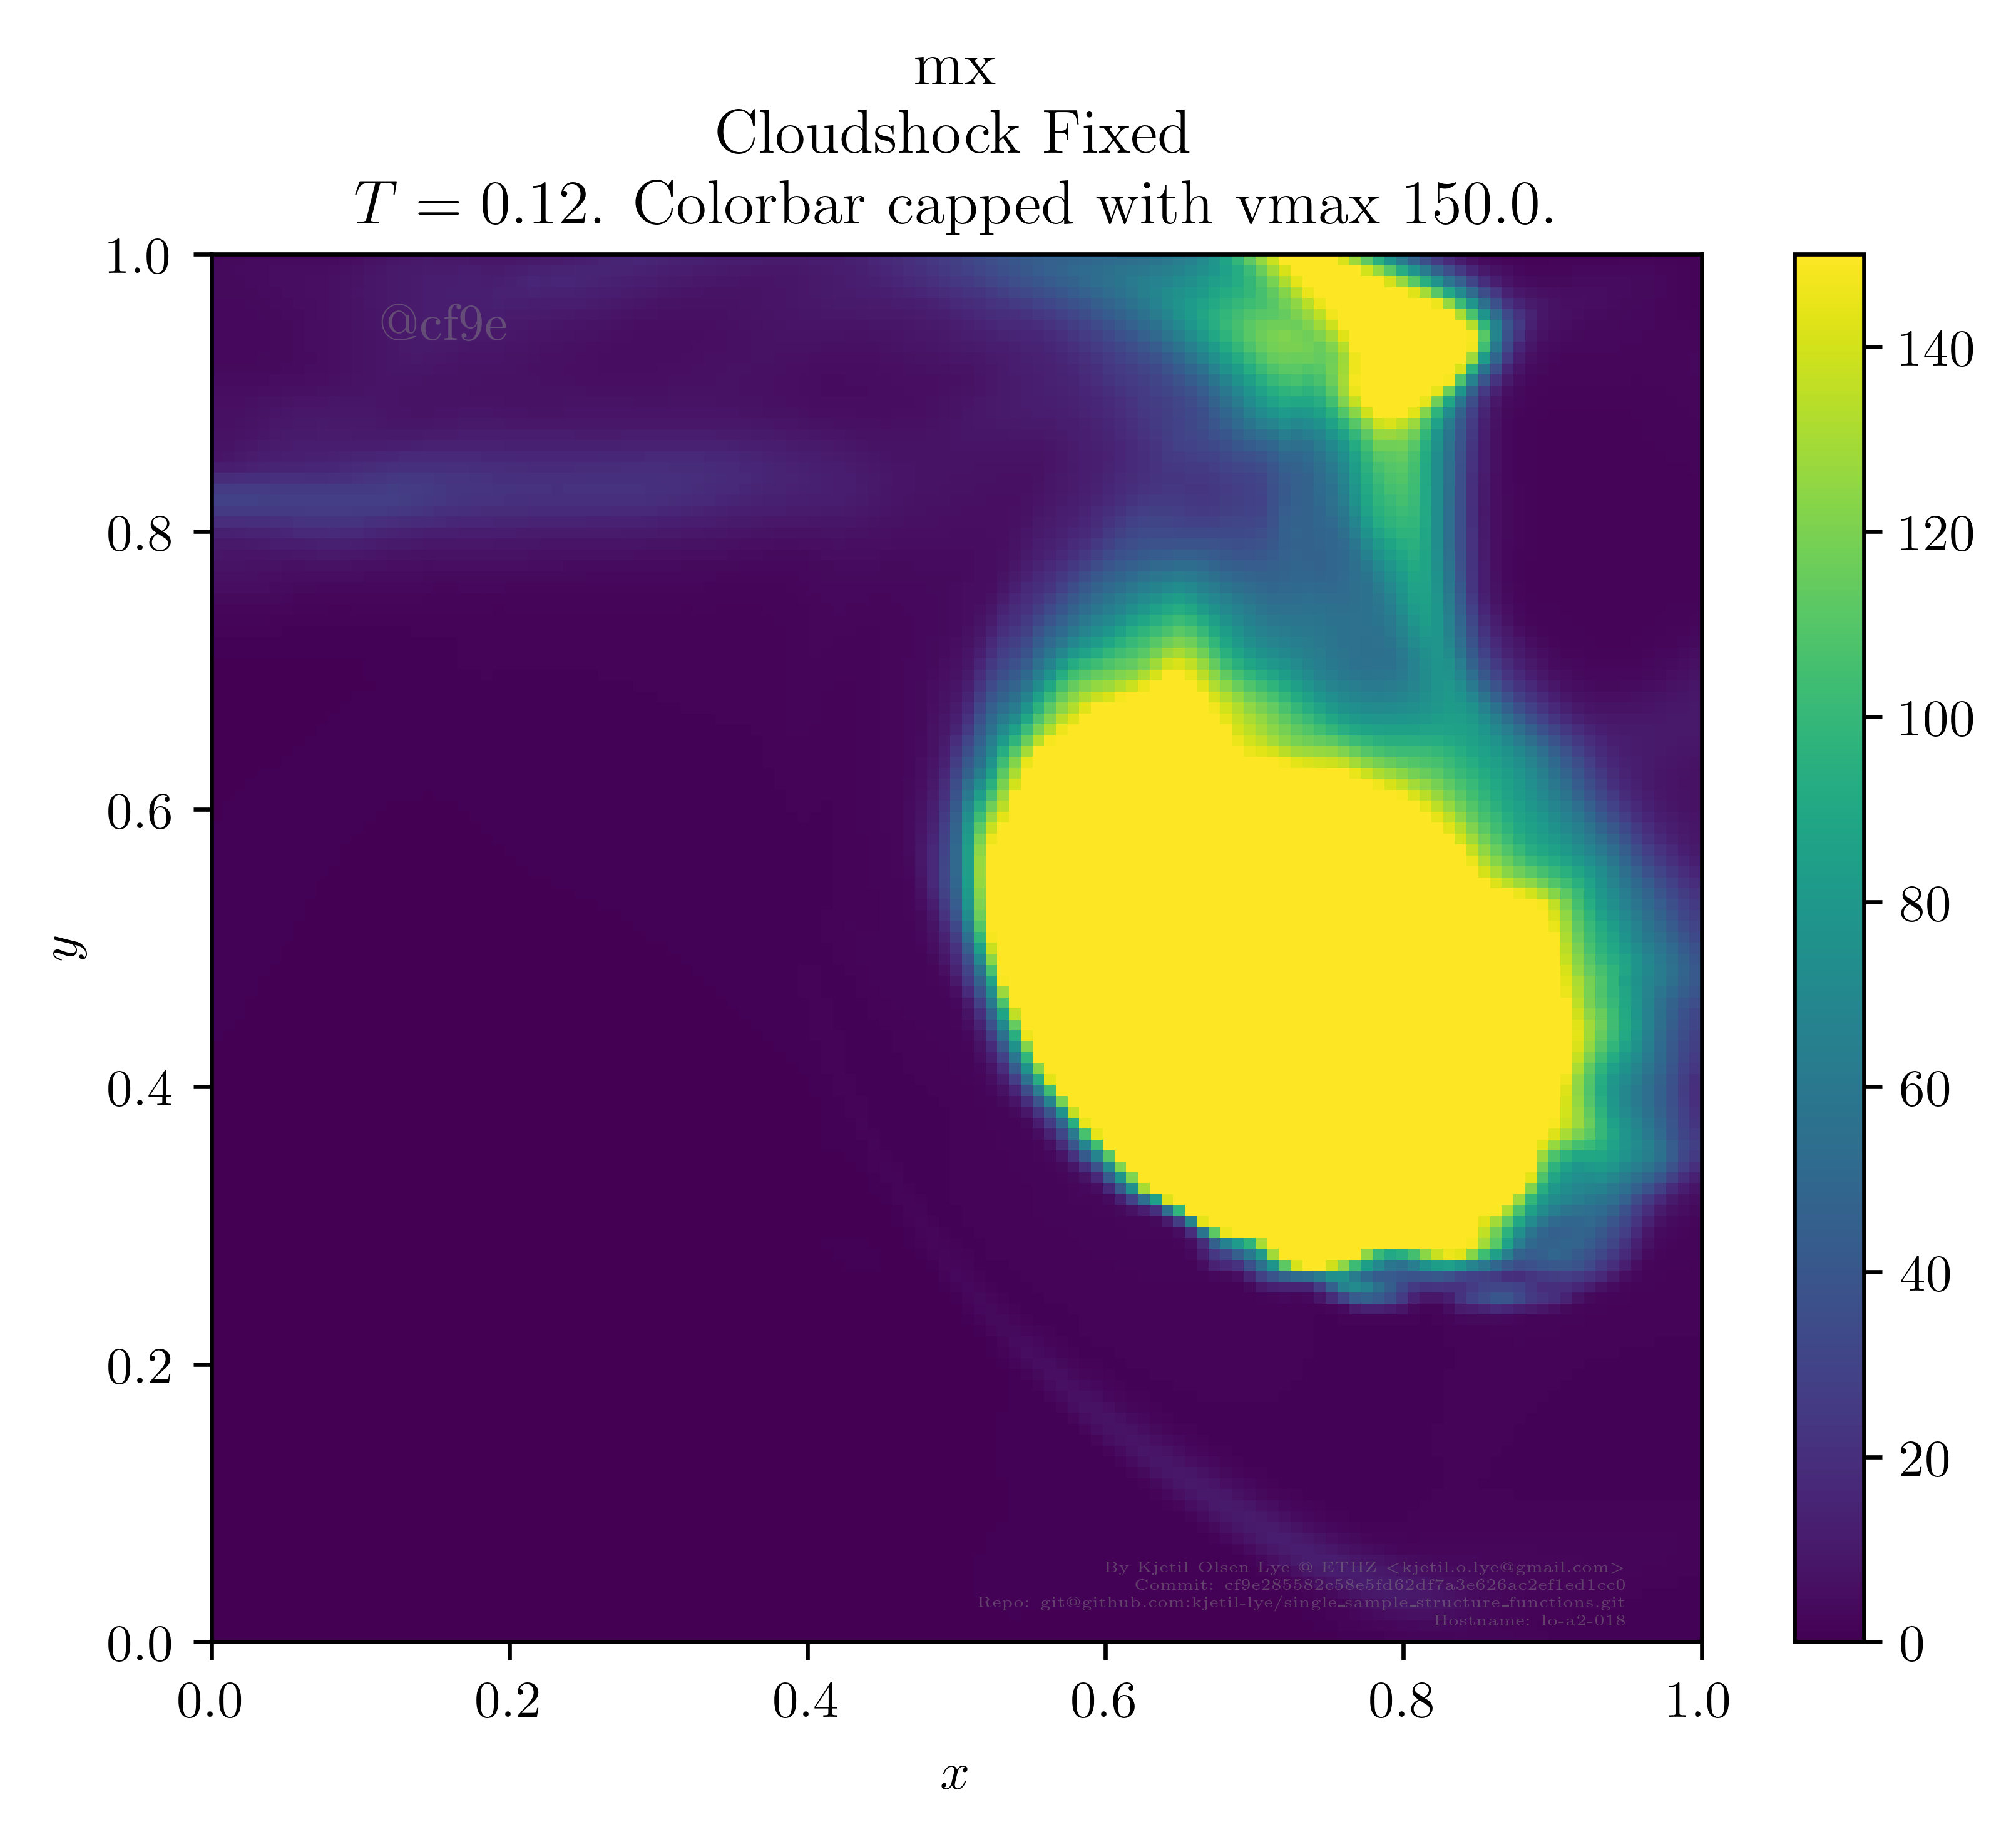 mx
Cloudshock Fixed
T = 0.12. Colorbar capped with vmax 150.0.
1.0
0.8
0.6
0.4
0.2
0.0
y
@cf9e
By Kjetil Olsen Lye @ ETHZ <kjetil.o.lye@gmail.com>
Commit: cf9e285582c58e5fd62df7a3e626ac2ef1ed1cc0
Repo: git@github.com:kjetil-lye/single_sample_structure_functions.git
Hostname: lo-a2-018
0.0 0.2 0.4 0.6 0.8 1.0
x
140
120
100
80
60
40
20
0